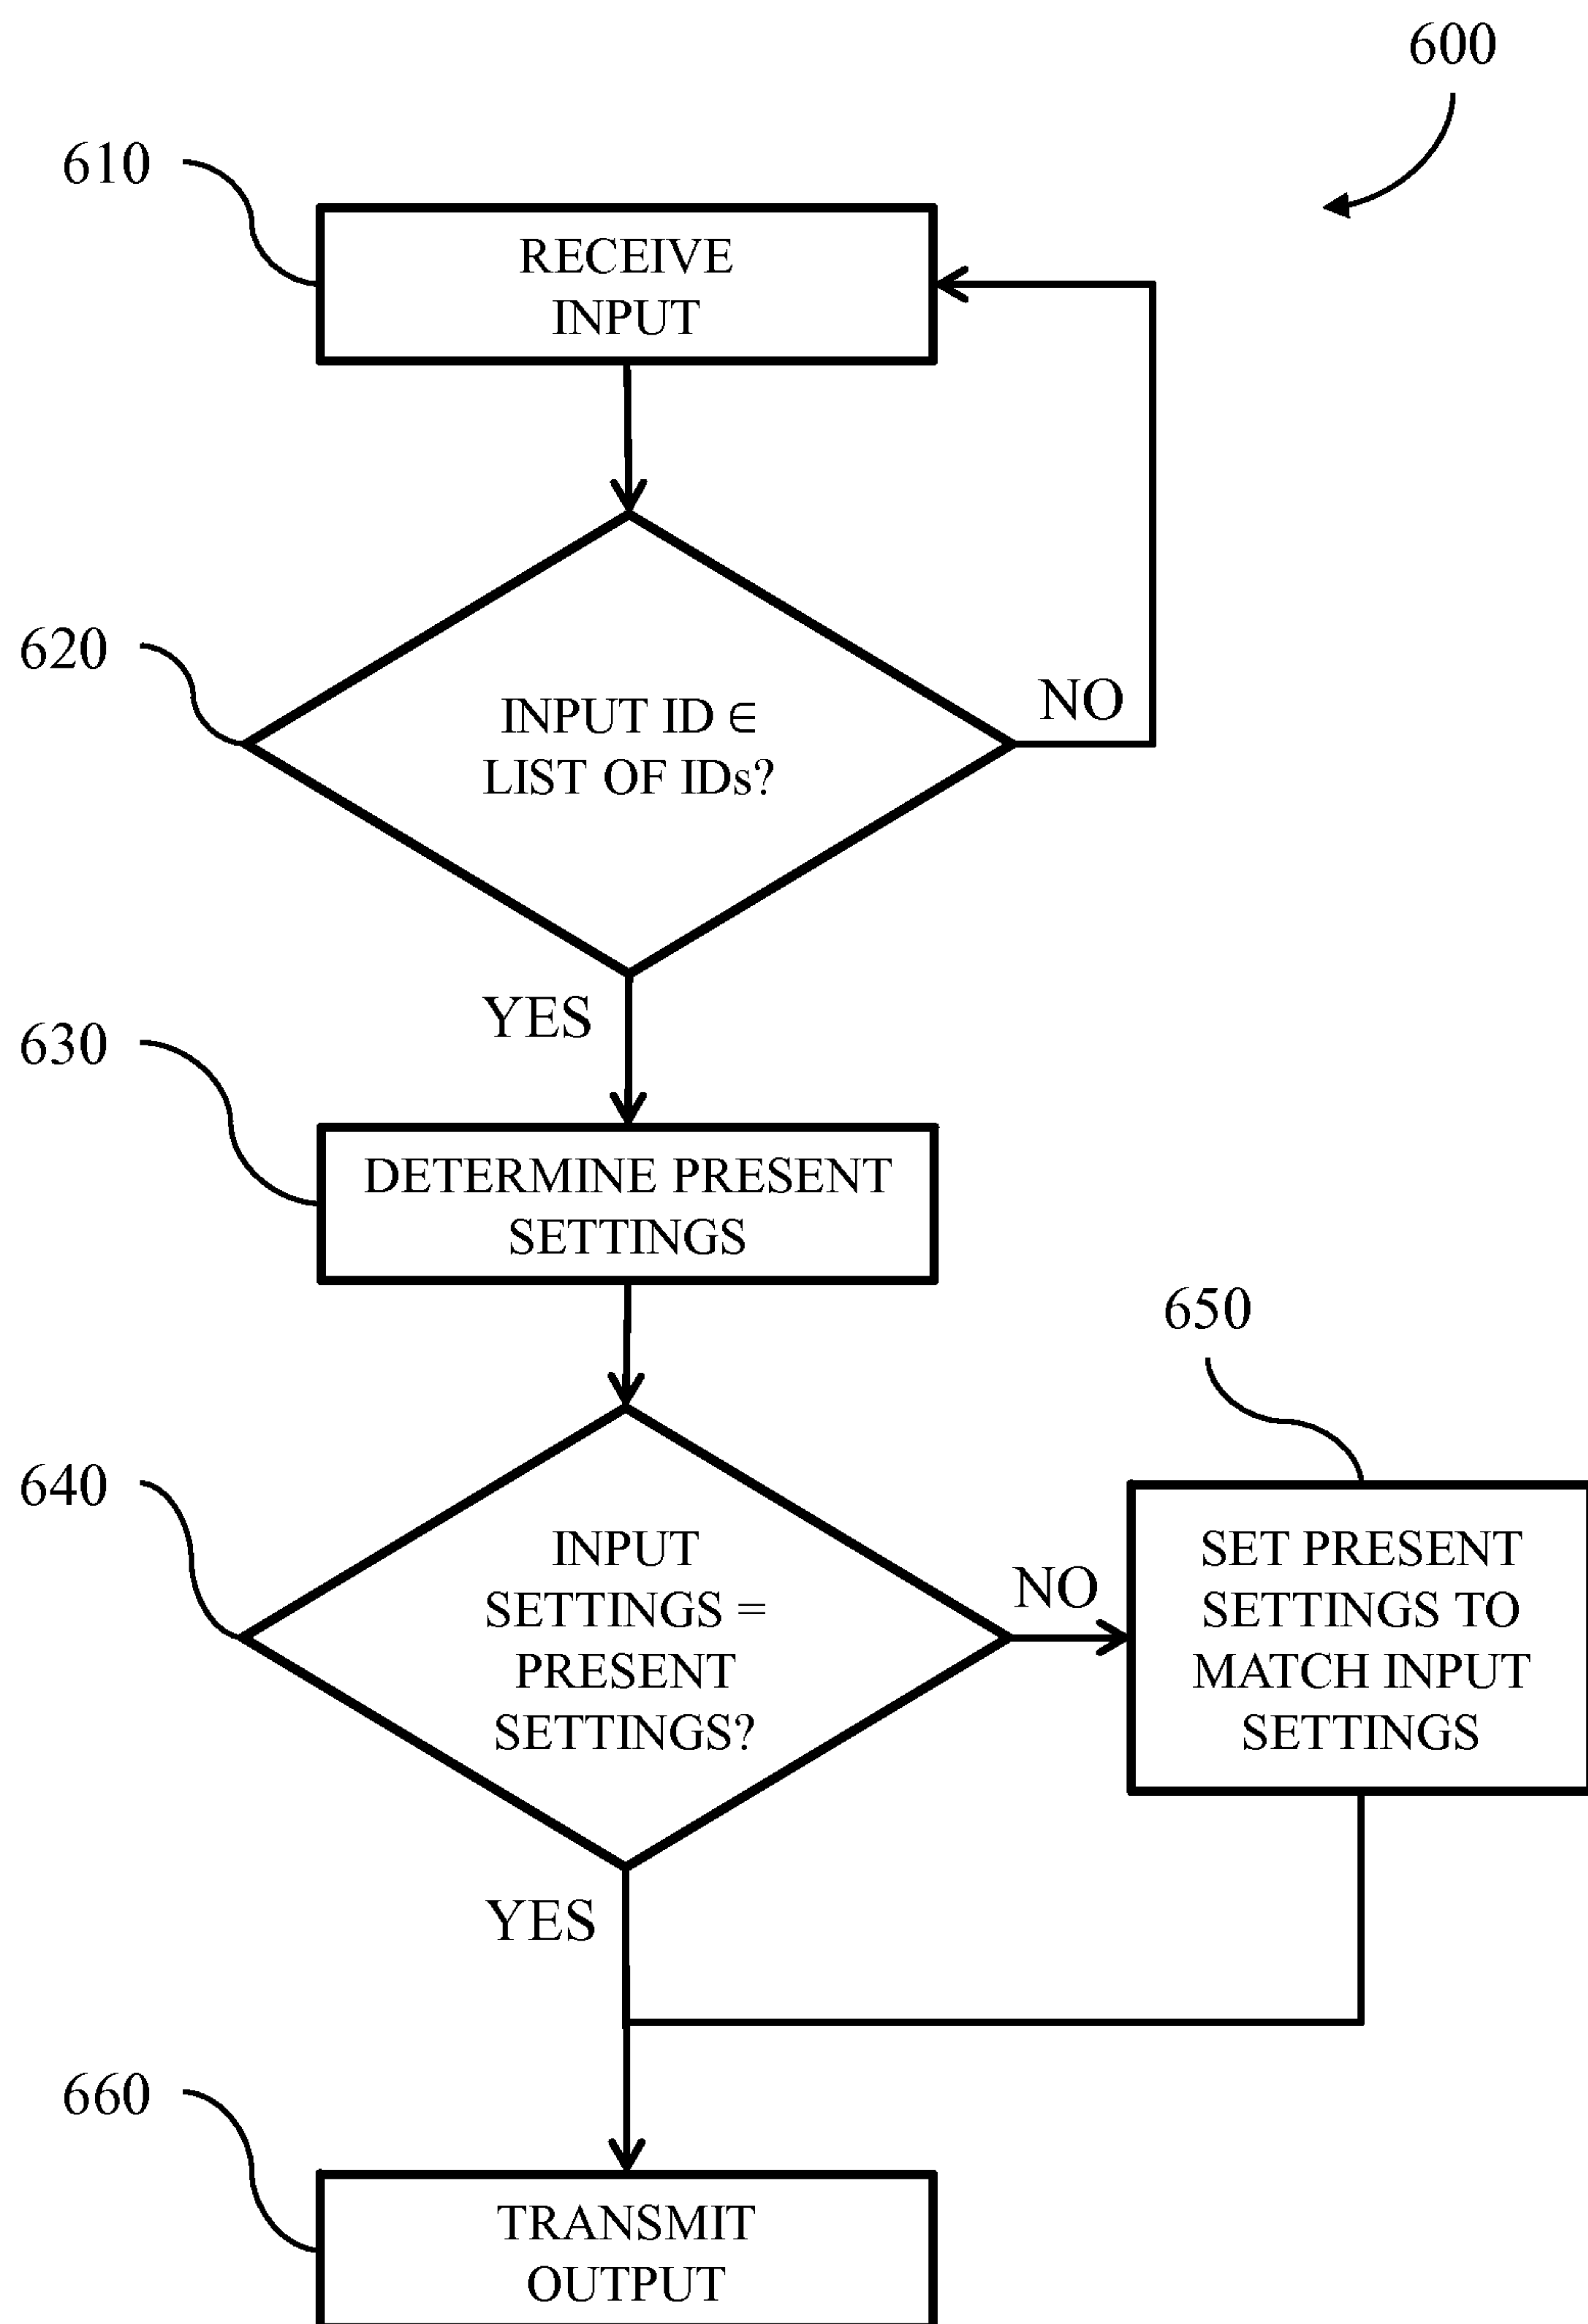 600
610
RECEIVE
INPUT
620
INPUT ID ∈
LIST OF IDs?
NO
YES
630
DETERMINE PRESENT
SETTINGS
650
640
INPUT
SETTINGS =
PRESENT
SETTINGS?
NO
SET PRESENT
SETTINGS TO
MATCH INPUT
SETTINGS
YES
660
TRANSMIT
OUTPUT